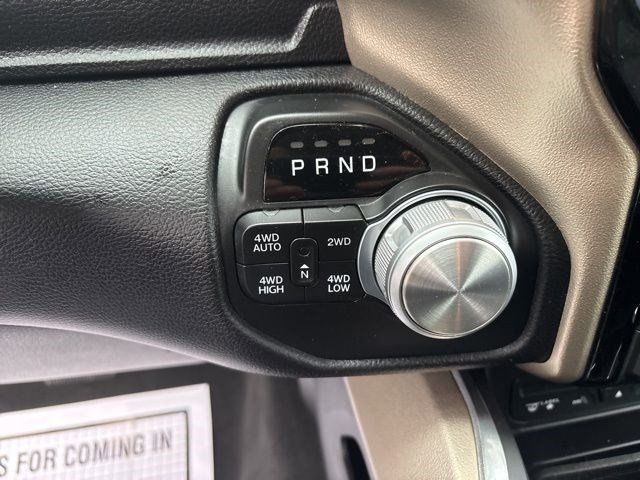 P R N D
4WD AUTO
2WD
N
4WD HIGH
4WD LOW
FOR COMING IN